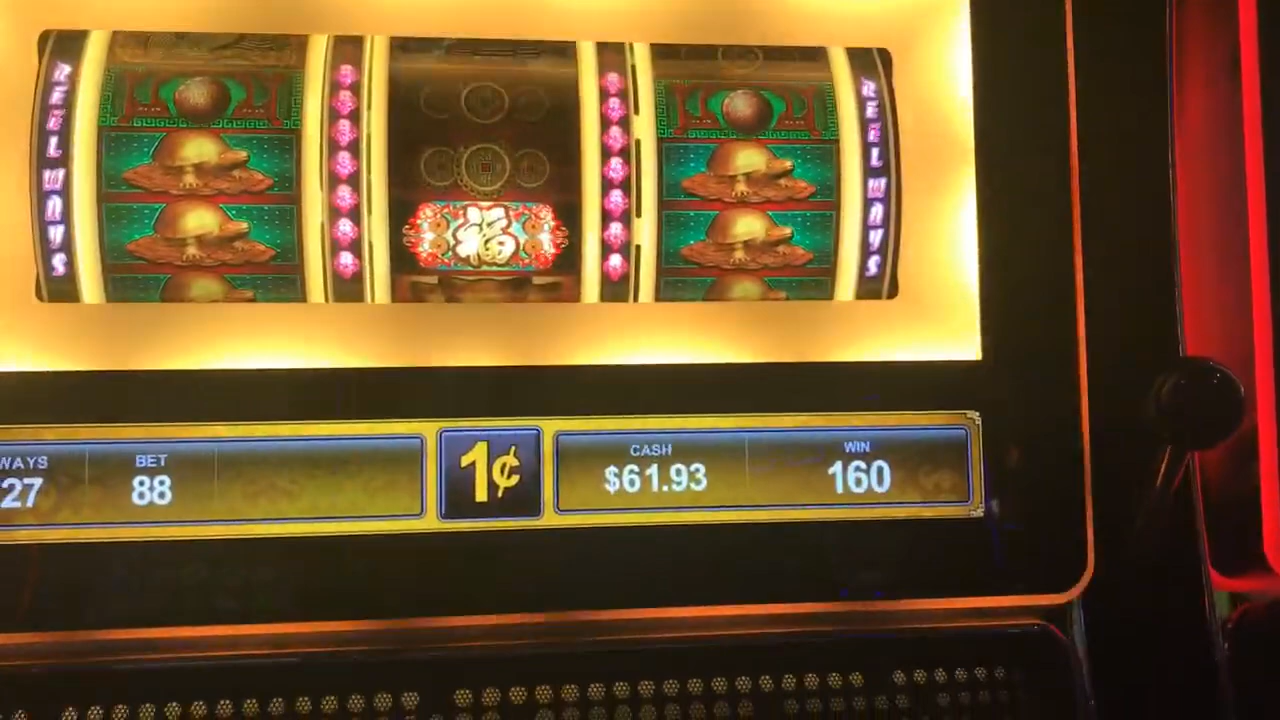 REEL WAYS
福
REEL WAYS
WAYS
27
BET
88
1¢
CASH
$61.93
WIN
160